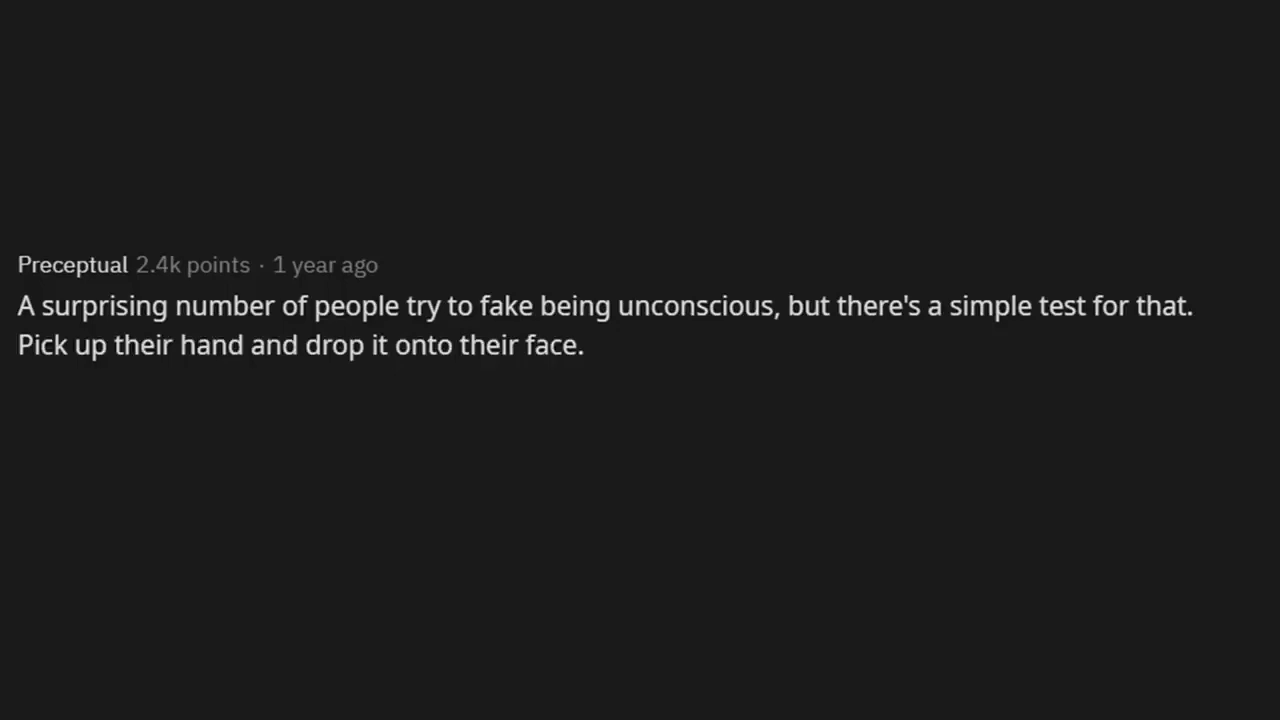 Preceptual 2.4k points · 1 year ago
A surprising number of people try to fake being unconscious, but there's a simple test for that.
Pick up their hand and drop it onto their face.